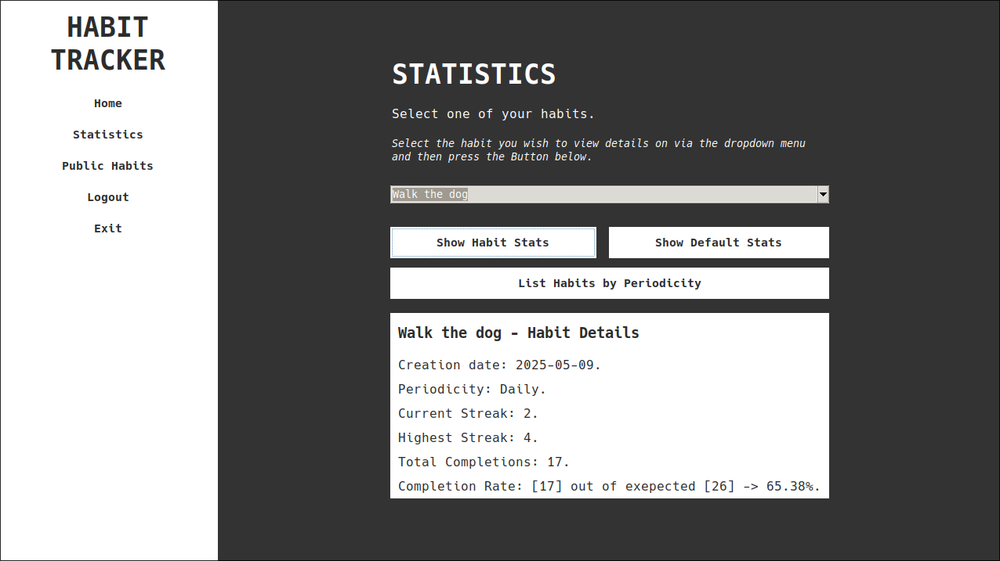 HABIT
TRACKER
Home
Statistics
Public Habits
Logout
Exit
STATISTICS
Select one of your habits.
Select the habit you wish to view details on via the dropdown menu
and then press the Button below.
Walk the dog
Show Habit Stats
Show Default Stats
List Habits by Periodicity
Walk the dog - Habit Details
Creation date: 2025-05-09.
Periodicity: Daily.
Current Streak: 2.
Highest Streak: 4.
Total Completions: 17.
Completion Rate: [17] out of exepected [26] -> 65.38%.